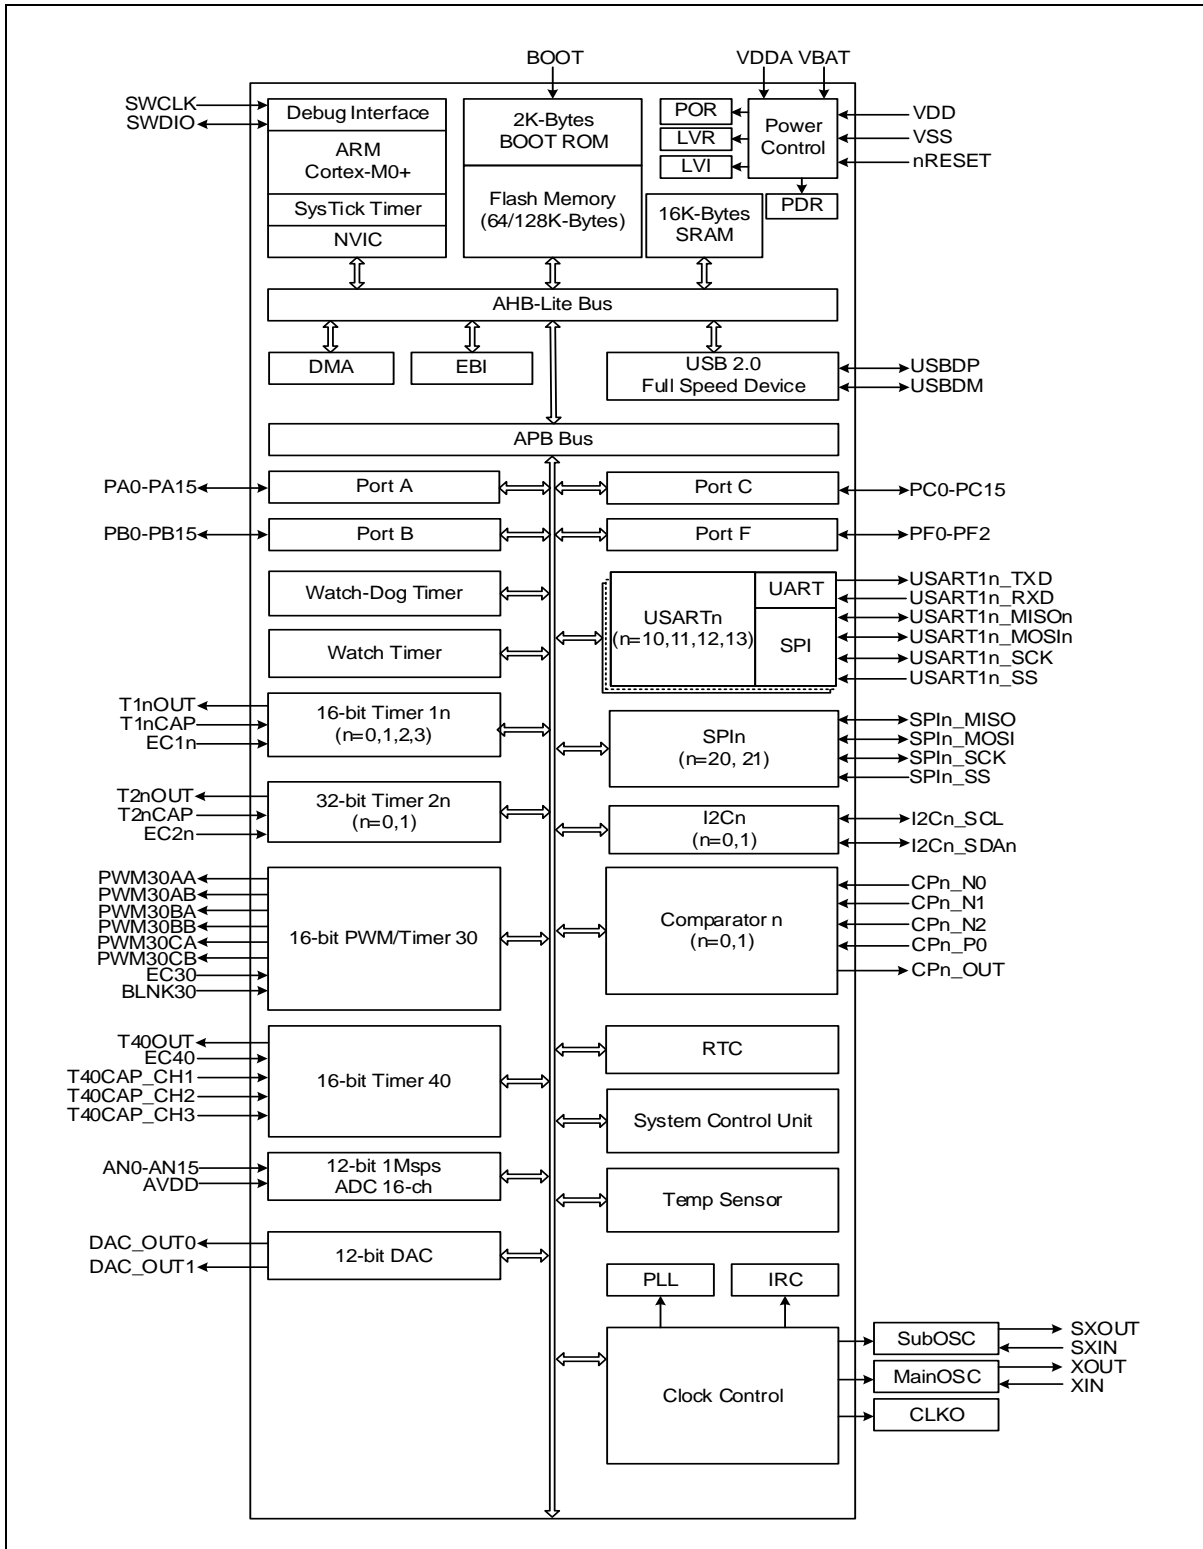 BOOT
VDDA VBAT
SWCLK
SWDIO
Debug Interface
ARM
Cortex-M0+
SysTick Timer
NVIC
2K-Bytes
BOOT ROM
Flash Memory
(64/128K-Bytes)
POR
LVR
LVI
Power
Control
PDR
16K-Bytes
SRAM
VDD
VSS
nRESET
AHB-Lite Bus
DMA
EBI
USB 2.0
Full Speed Device
USBDP
USBDM
APB Bus
PA0-PA15
Port A
Port C
PC0-PC15
PB0-PB15
Port B
Port F
PF0-PF2
Watch-Dog Timer
Watch Timer
USARTn
(n=10,11,12,13)
UART
SPI
USART1n_TXD
USART1n_RXD
USART1n_MISOn
USART1n_MOSIn
USART1n_SCK
USART1n_SS
T1nOUT
T1nCAP
EC1n
16-bit Timer 1n
(n=0,1,2,3)
SPIn
(n=20, 21)
SPIn_MISO
SPIn_MOSI
SPIn_SCK
SPIn_SS
T2nOUT
T2nCAP
EC2n
32-bit Timer 2n
(n=0,1)
I2Cn
(n=0,1)
I2Cn_SCL
I2Cn_SDAn
PWM30AA
PWM30AB
PWM30BA
PWM30BB
PWM30CA
PWM30CB
EC30
BLNK30
16-bit PWM/Timer 30
Comparator n
(n=0,1)
CPn_N0
CPn_N1
CPn_N2
CPn_P0
CPn_OUT
T40OUT
EC40
T40CAP_CH1
T40CAP_CH2
T40CAP_CH3
16-bit Timer 40
RTC
System Control Unit
AN0-AN15
AVDD
12-bit 1Msps
ADC 16-ch
Temp Sensor
DAC_OUT0
DAC_OUT1
12-bit DAC
PLL
IRC
Clock Control
SubOSC
MainOSC
CLKO
SXOUT
SXIN
XOUT
XIN